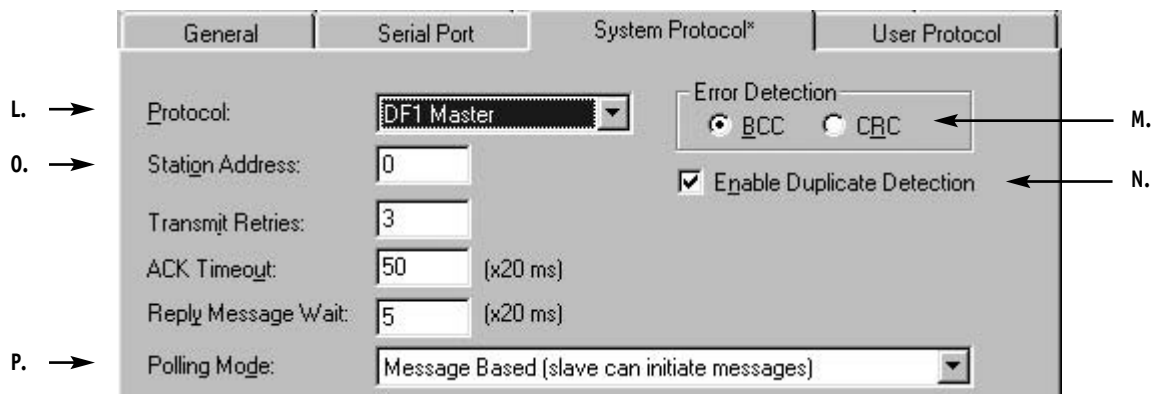 General Serial Port System Protocol* User Protocol
L. Protocol: DF1 Master
Error Detection
BCC CRC M.
O. Station Address: 0
Enable Duplicate Detection N.
Transmit Retries: 3
ACK Timeout: 50 (x20 ms)
Reply Message Wait: 5 (x20 ms)
P. Polling Mode: Message Based (slave can initiate messages)